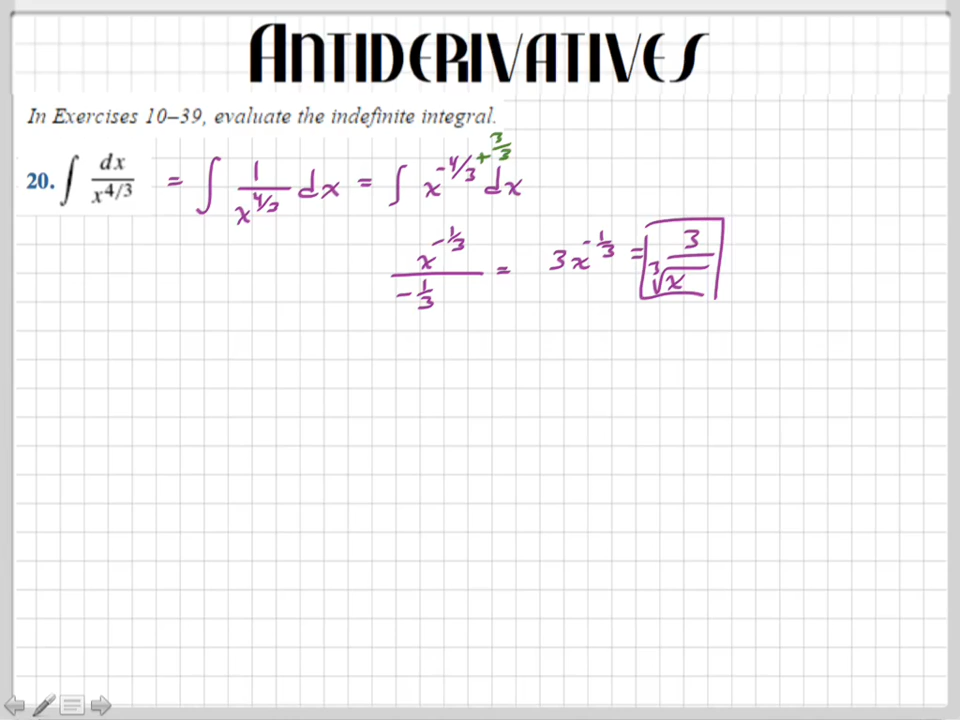 ANTIDERIVATIVES
In Exercises 10–39, evaluate the indefinite integral.
20. ∫ dx/x^{4/3} = ∫ 1/x^{4/3} dx = ∫ x^{-4/3 + 3/3} dx
x^{-1/3}/(-1/3) = 3x^{-1/3} = 3/∛x